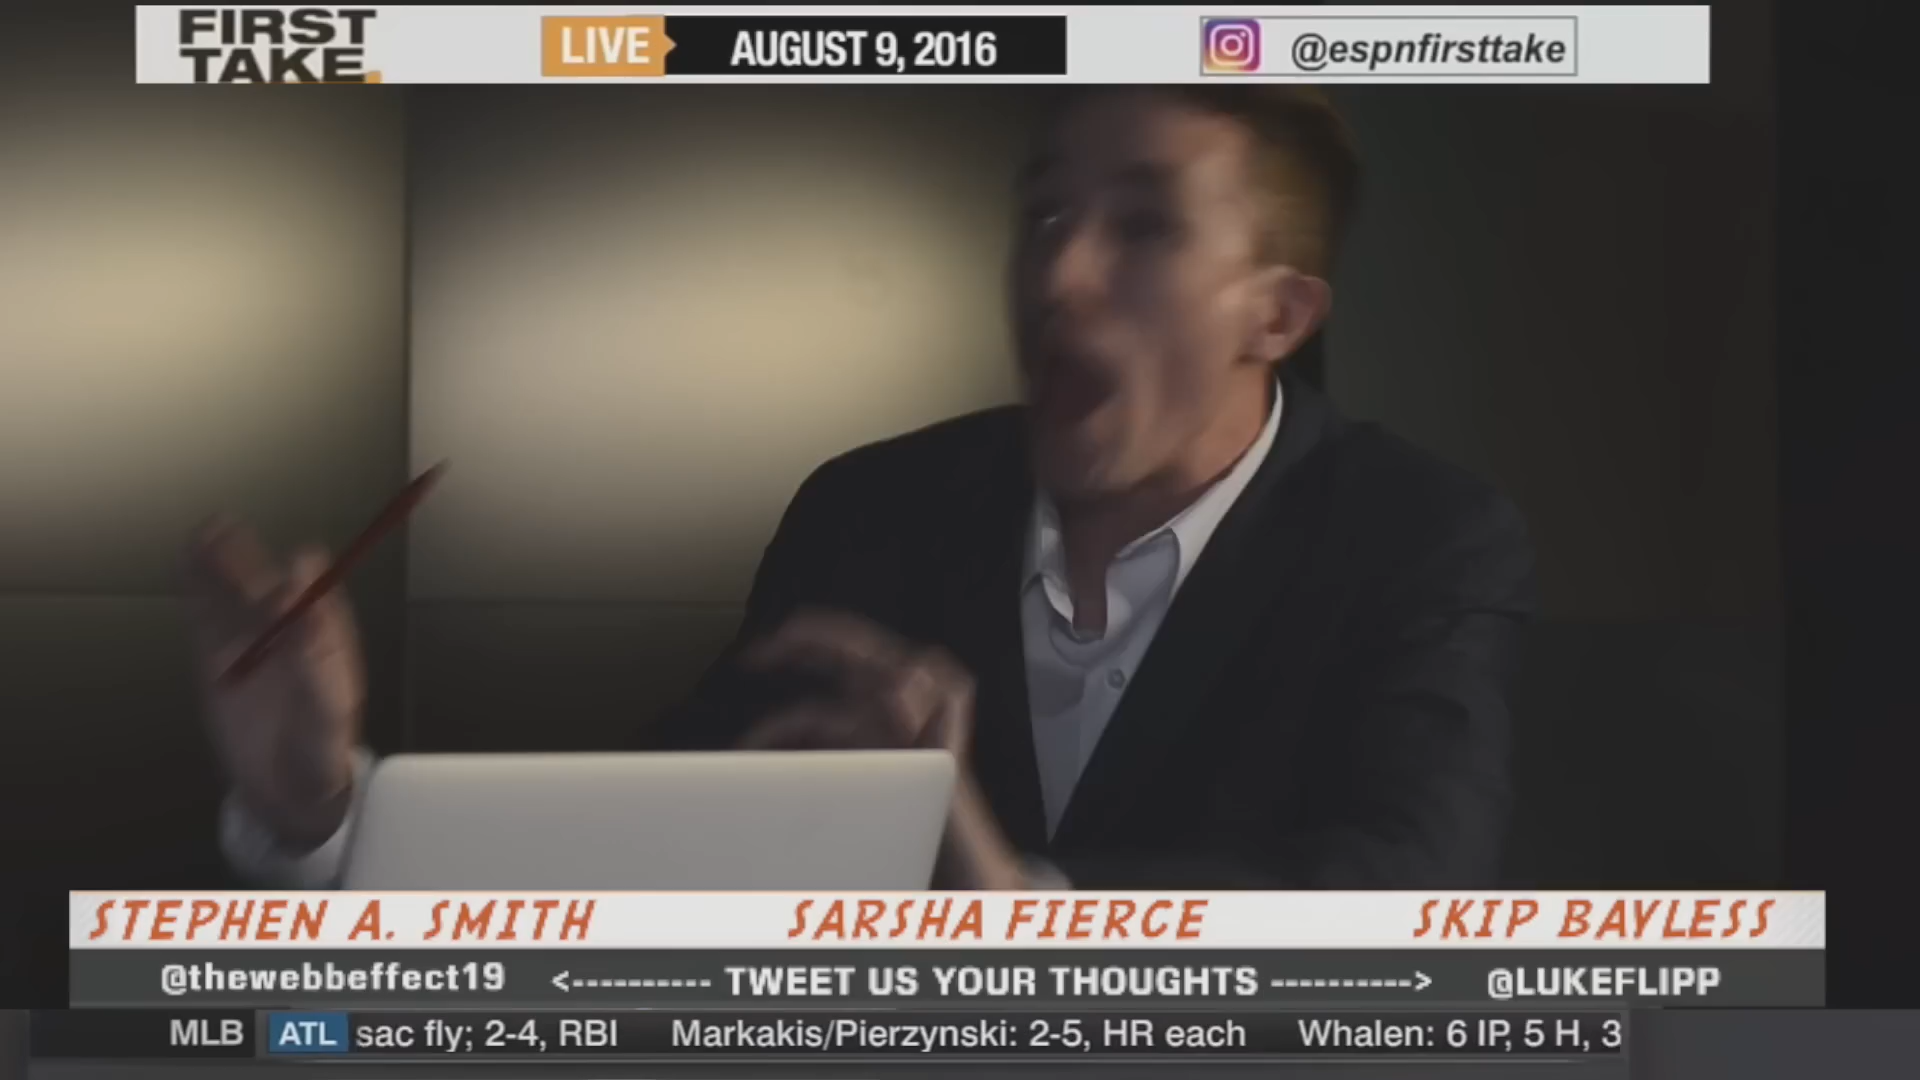 FIRST TAKE.
LIVE AUGUST 9, 2016
@espnfirsttake
STEPHEN A. SMITH SARSHA FIERCE SKIP BAYLESS
@thewebbeffect19 <---------- TWEET US YOUR THOUGHTS ----------> @LUKEFLIPP
MLB ATL sac fly; 2-4, RBI Markakis/Pierzynski: 2-5, HR each Whalen: 6 IP, 5 H, 3